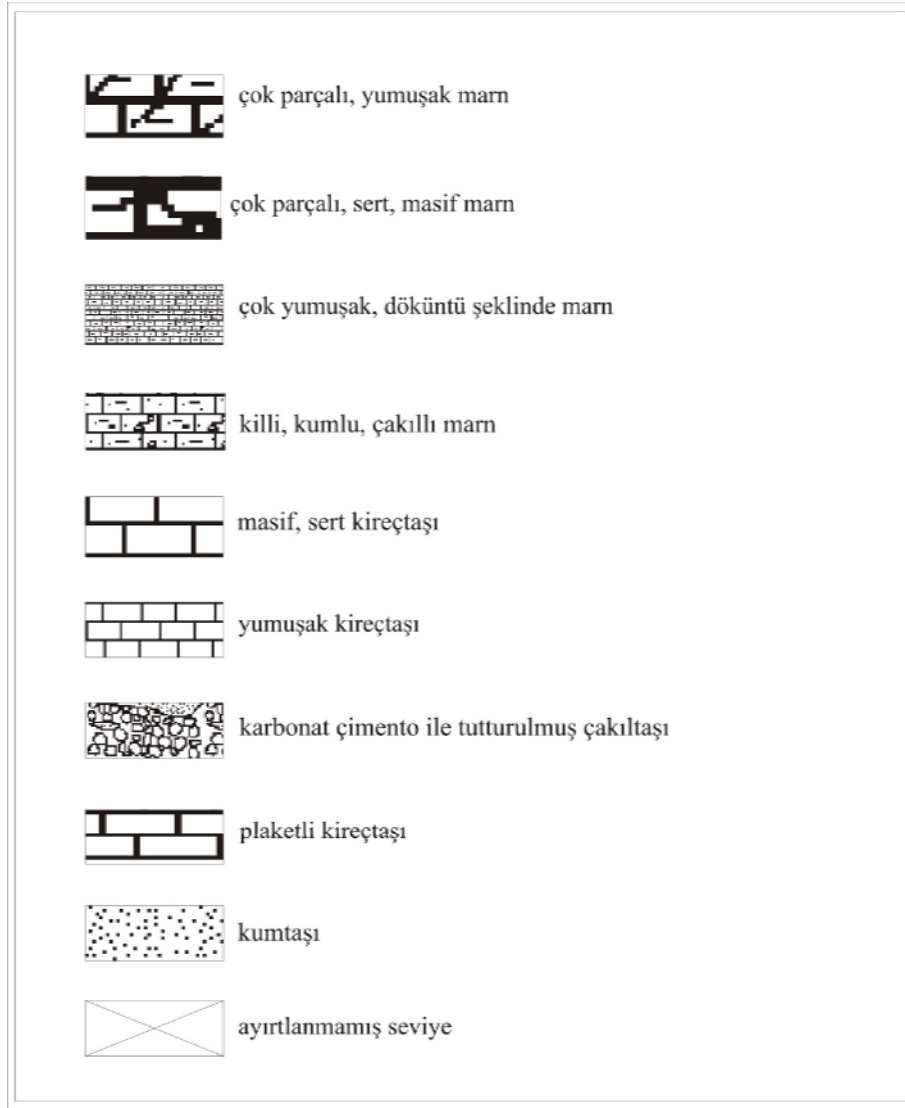 çok parçalı, yumuşak marn
çok parçalı, sert, masif marn
çok yumuşak, döküntü şeklinde marn
killi, kumlu, çakıllı marn
masif, sert kireçtaşı
yumuşak kireçtaşı
karbonat çimento ile tutturulmuş çakıltaşı
plaketli kireçtaşı
kumtaşı
ayırtlanmamış seviye